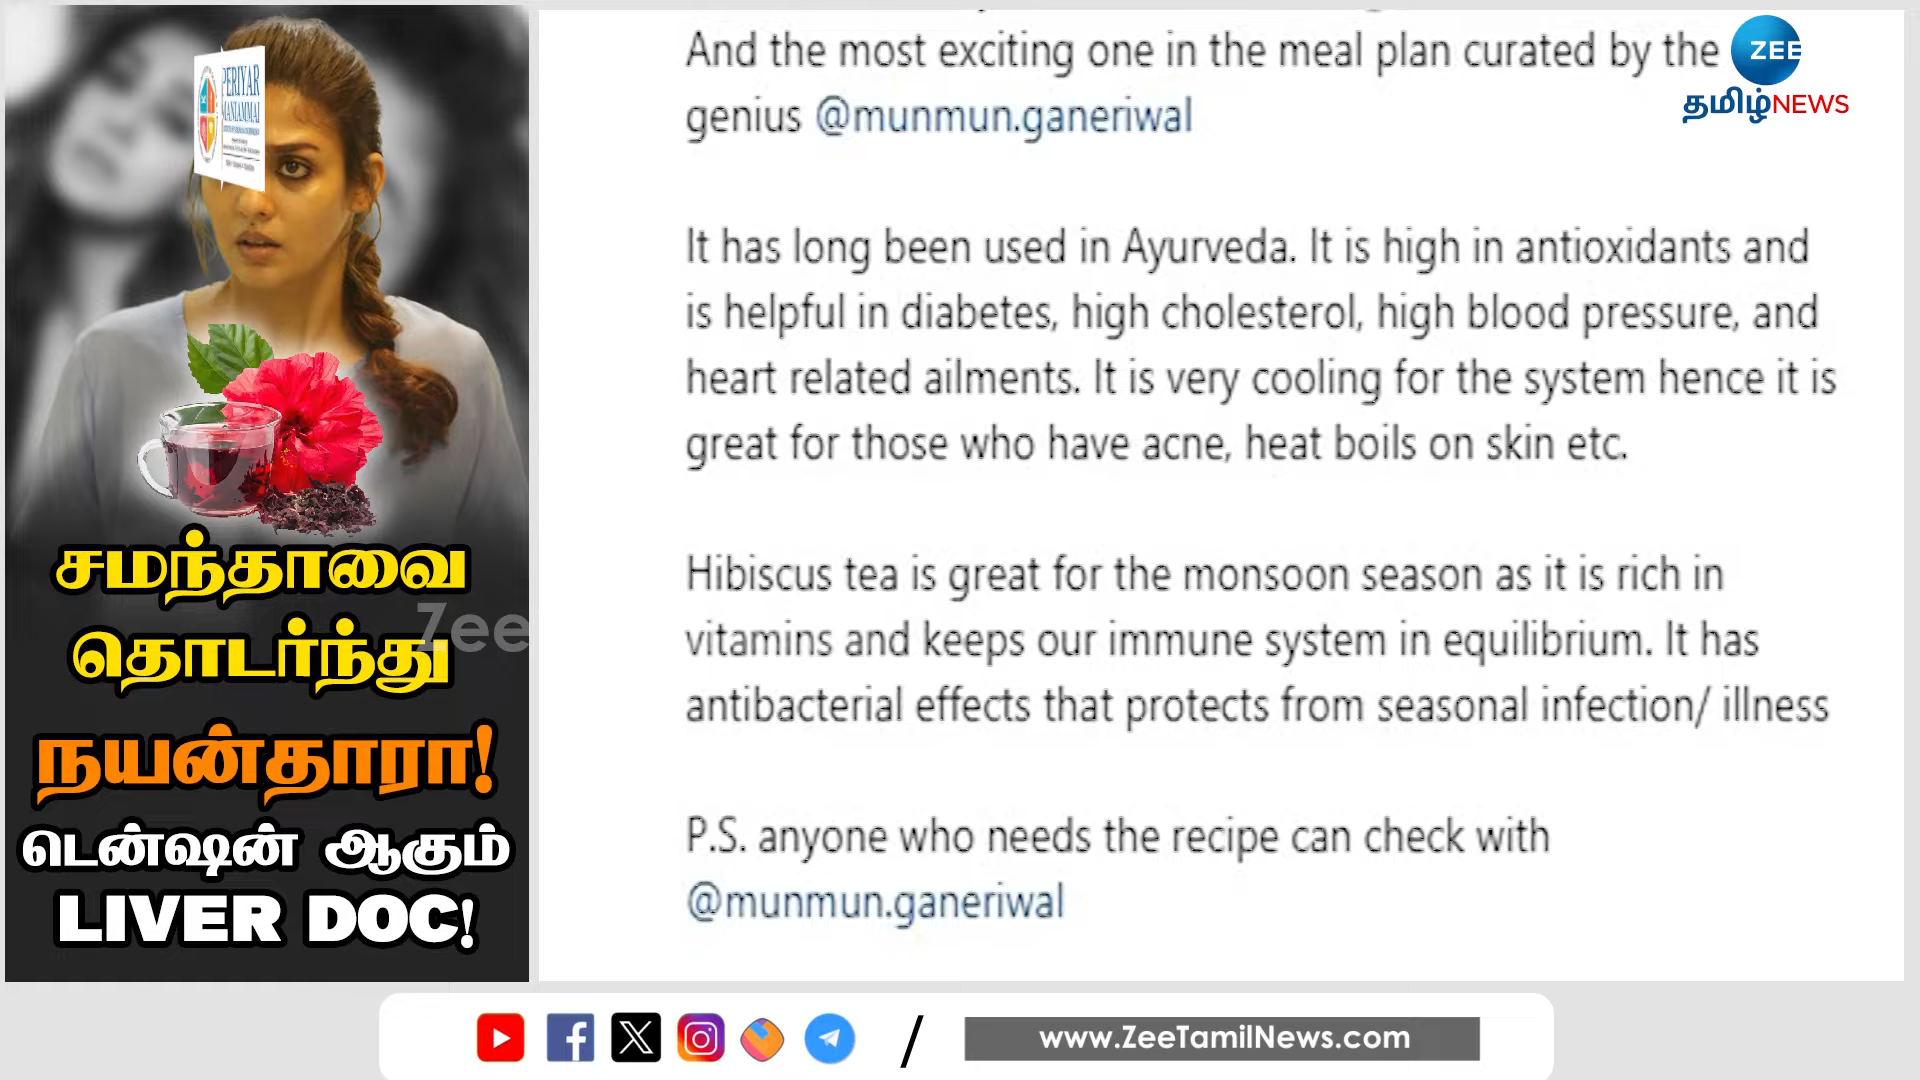 PERIYAR
MANIAMMAI
சமந்தாவை
தொடர்ந்து
நயன்தாரா!
டென்ஷன் ஆகும்
LIVER DOC!
Zee
And the most exciting one in the meal plan curated by the
genius @munmun.ganeriwal
It has long been used in Ayurveda. It is high in antioxidants and
is helpful in diabetes, high cholesterol, high blood pressure, and
heart related ailments. It is very cooling for the system hence it is
great for those who have acne, heat boils on skin etc.
Hibiscus tea is great for the monsoon season as it is rich in
vitamins and keeps our immune system in equilibrium. It has
antibacterial effects that protects from seasonal infection/ illness
P.S. anyone who needs the recipe can check with
@munmun.ganeriwal
ZEE
தமிழ் NEWS
/ www.ZeeTamilNews.com